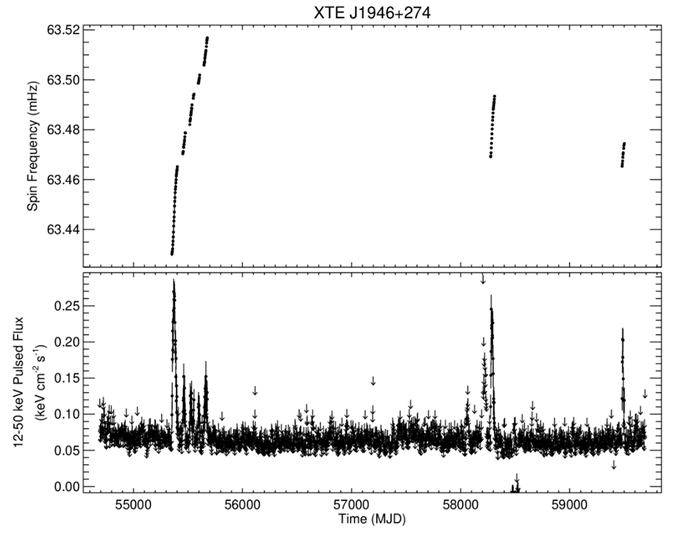 XTE J1946+274
63.52
63.50
63.48
63.46
63.44
Spin Frequency (mHz)
0.25
0.20
0.15
0.10
0.05
0.00
12-50 keV Pulsed Flux
(keV cm⁻² s⁻¹)
55000 56000 57000 58000 59000
Time (MJD)